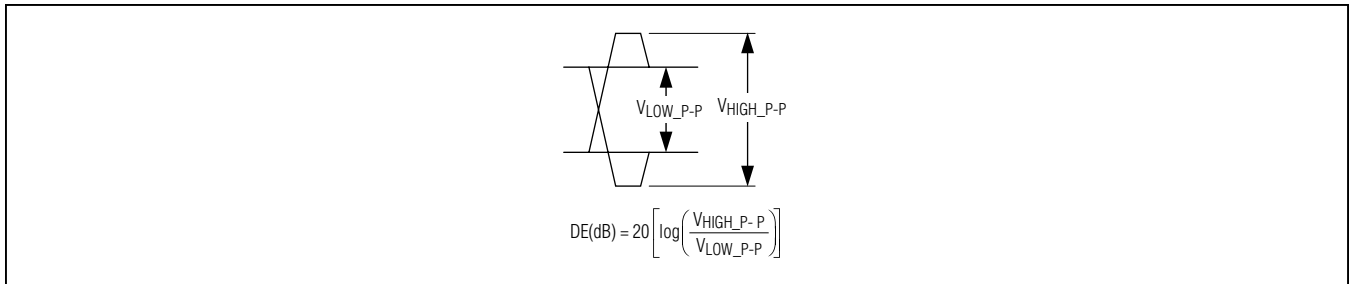 VLOW_P-P VHIGH_P-P
DE(dB) = 20[log(VHIGH_P- P/VLOW_P-P)]